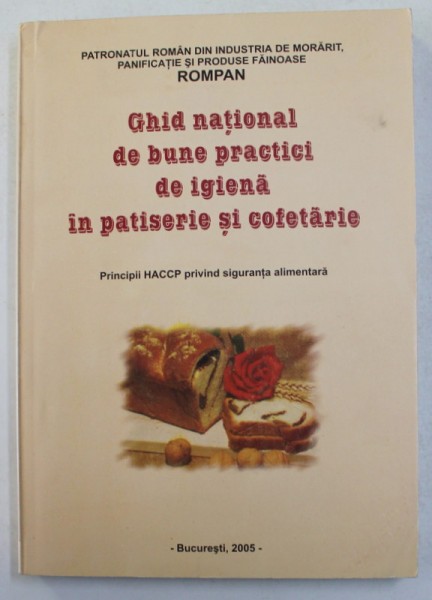 PATRONATUL ROMÂN DIN INDUSTRIA DE MORĂRIT,
PANIFICAȚIE ȘI PRODUSE FĂINOASE
ROMPAN
Ghid național
de bune practici
de igienă
în patiserie și cofetărie
Principii HACCP privind siguranța alimentară
- București, 2005 -